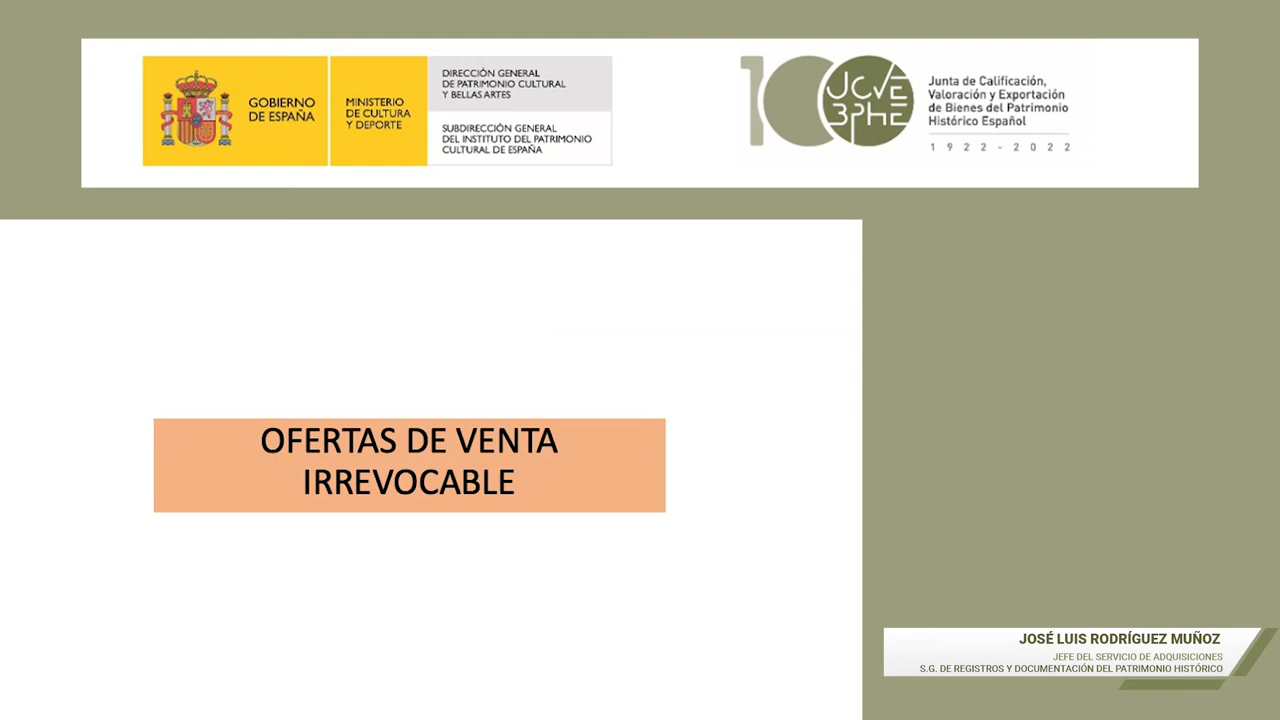 GOBIERNO
DE ESPAÑA
MINISTERIO
DE CULTURA
Y DEPORTE
DIRECCIÓN GENERAL
DE PATRIMONIO CULTURAL
Y BELLAS ARTES
SUBDIRECCIÓN GENERAL
DEL INSTITUTO DEL PATRIMONIO
CULTURAL DE ESPAÑA
100
JCVE
BPHE
Junta de Calificación,
Valoración y Exportación
de Bienes del Patrimonio
Histórico Español
1922-2022
OFERTAS DE VENTA
IRREVOCABLE
JOSÉ LUIS RODRÍGUEZ MUÑOZ
JEFE DEL SERVICIO DE ADQUISICIONES
S.G. DE REGISTROS Y DOCUMENTACIÓN DEL PATRIMONIO HISTÓRICO